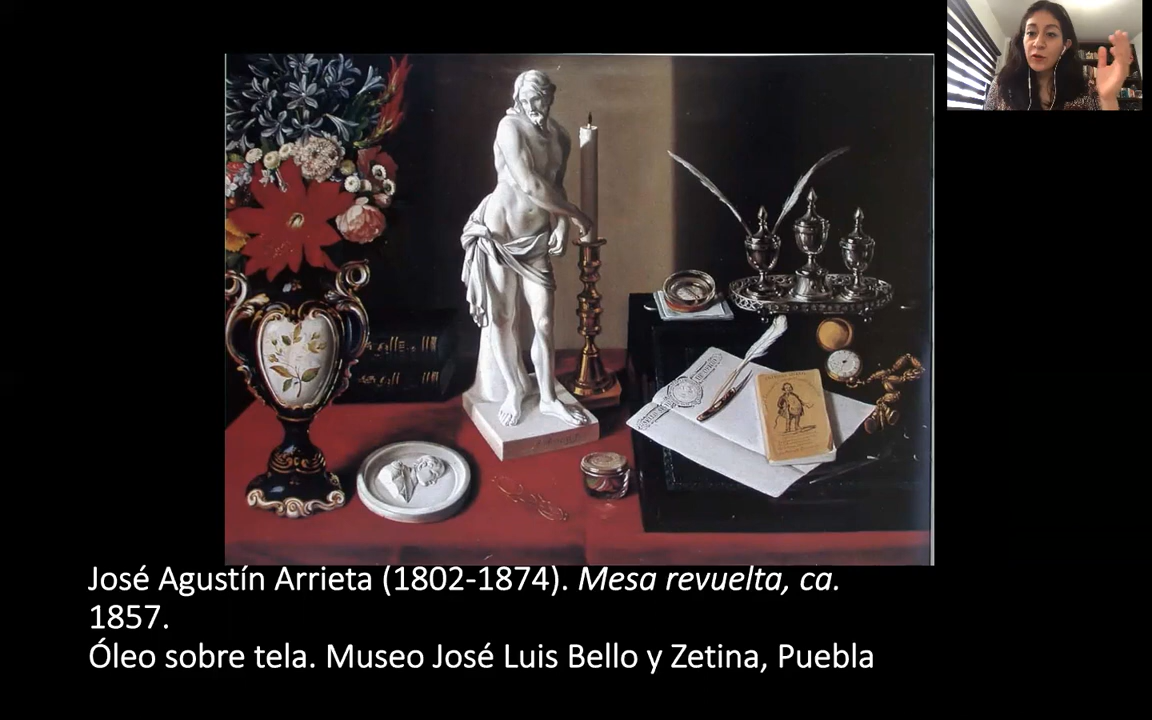 José Agustín Arrieta (1802-1874). Mesa revuelta, ca.
1857.
Óleo sobre tela. Museo José Luis Bello y Zetina, Puebla